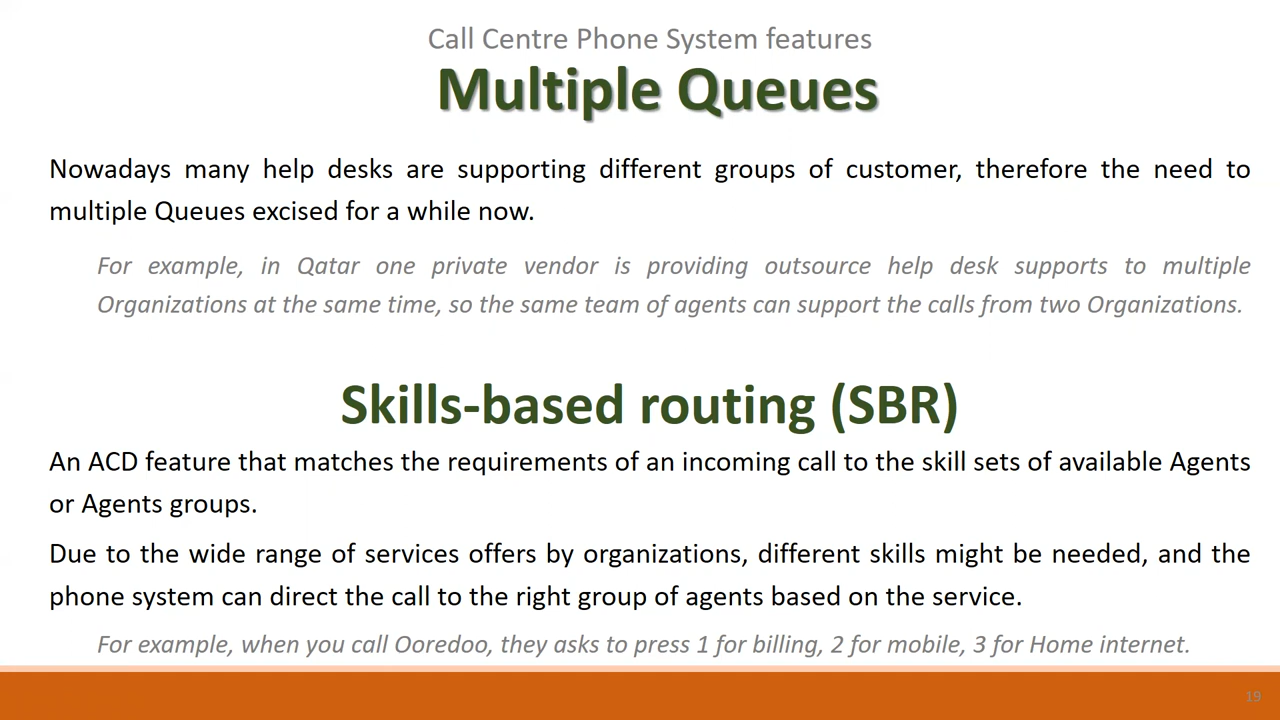 Call Centre Phone System features
Multiple Queues
Nowadays many help desks are supporting different groups of customer, therefore the need to
multiple Queues excised for a while now.
For example, in Qatar one private vendor is providing outsource help desk supports to multiple
Organizations at the same time, so the same team of agents can support the calls from two Organizations.
Skills-based routing (SBR)
An ACD feature that matches the requirements of an incoming call to the skill sets of available Agents
or Agents groups.
Due to the wide range of services offers by organizations, different skills might be needed, and the
phone system can direct the call to the right group of agents based on the service.
For example, when you call Ooredoo, they asks to press 1 for billing, 2 for mobile, 3 for Home internet.
19